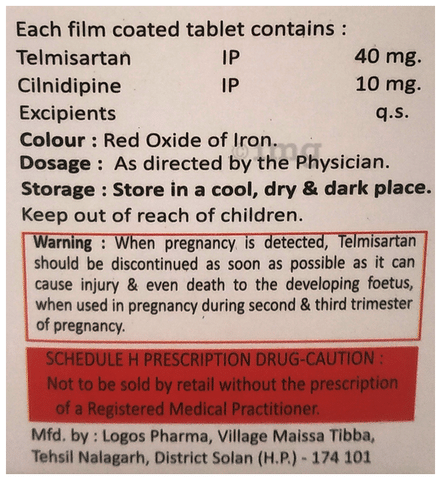 Each film coated tablet contains :
Telmisartan IP 40 mg.
Cilnidipine IP 10 mg.
Excipients q.s.
Colour : Red Oxide of Iron.
Dosage : As directed by the Physician.
Storage : Store in a cool, dry & dark place.
Keep out of reach of children.
Warning : When pregnancy is detected, Telmisartan
should be discontinued as soon as possible as it can
cause injury & even death to the developing foetus,
when used in pregnancy during second & third trimester
of pregnancy.
SCHEDULE H PRESCRIPTION DRUG-CAUTION :
Not to be sold by retail without the prescription
of a Registered Medical Practitioner.
Mfd. by : Logos Pharma, Village Maissa Tibba,
Tehsil Nalagarh, District Solan (H.P.) - 174 101